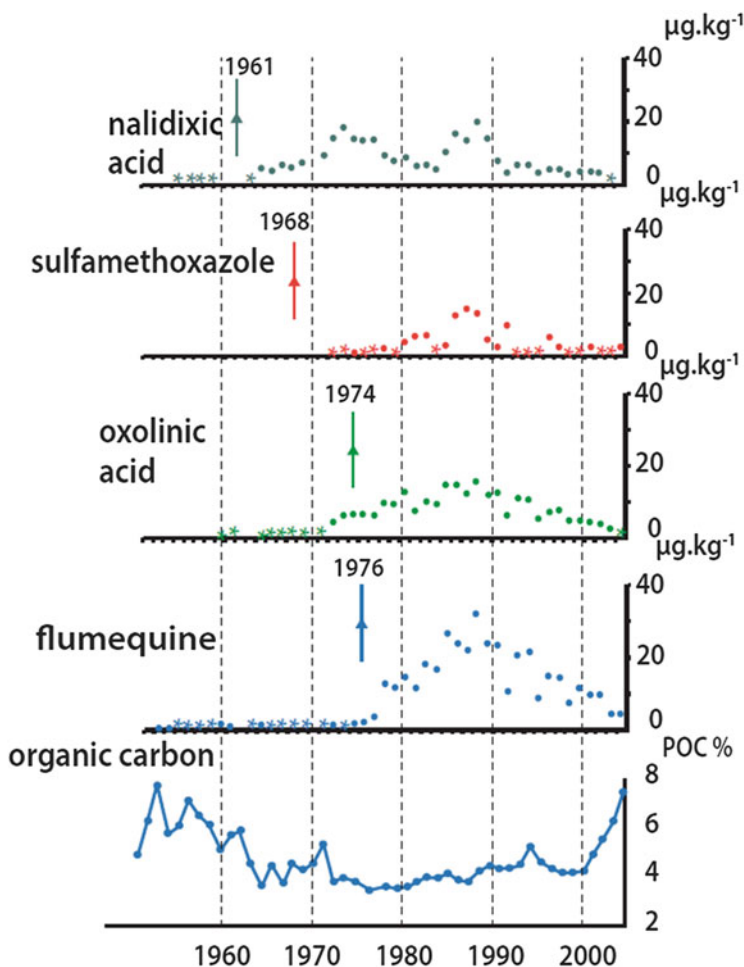 µg.kg-1
40
1961
nalidixic
acid
20
0
µg.kg-1
40
1968
sulfamethoxazole
20
0
µg.kg-1
40
1974
oxolinic
acid
20
0
µg.kg-1
40
1976
flumequine
20
0
organic carbon
POC %
8
6
4
2
1960 1970 1980 1990 2000